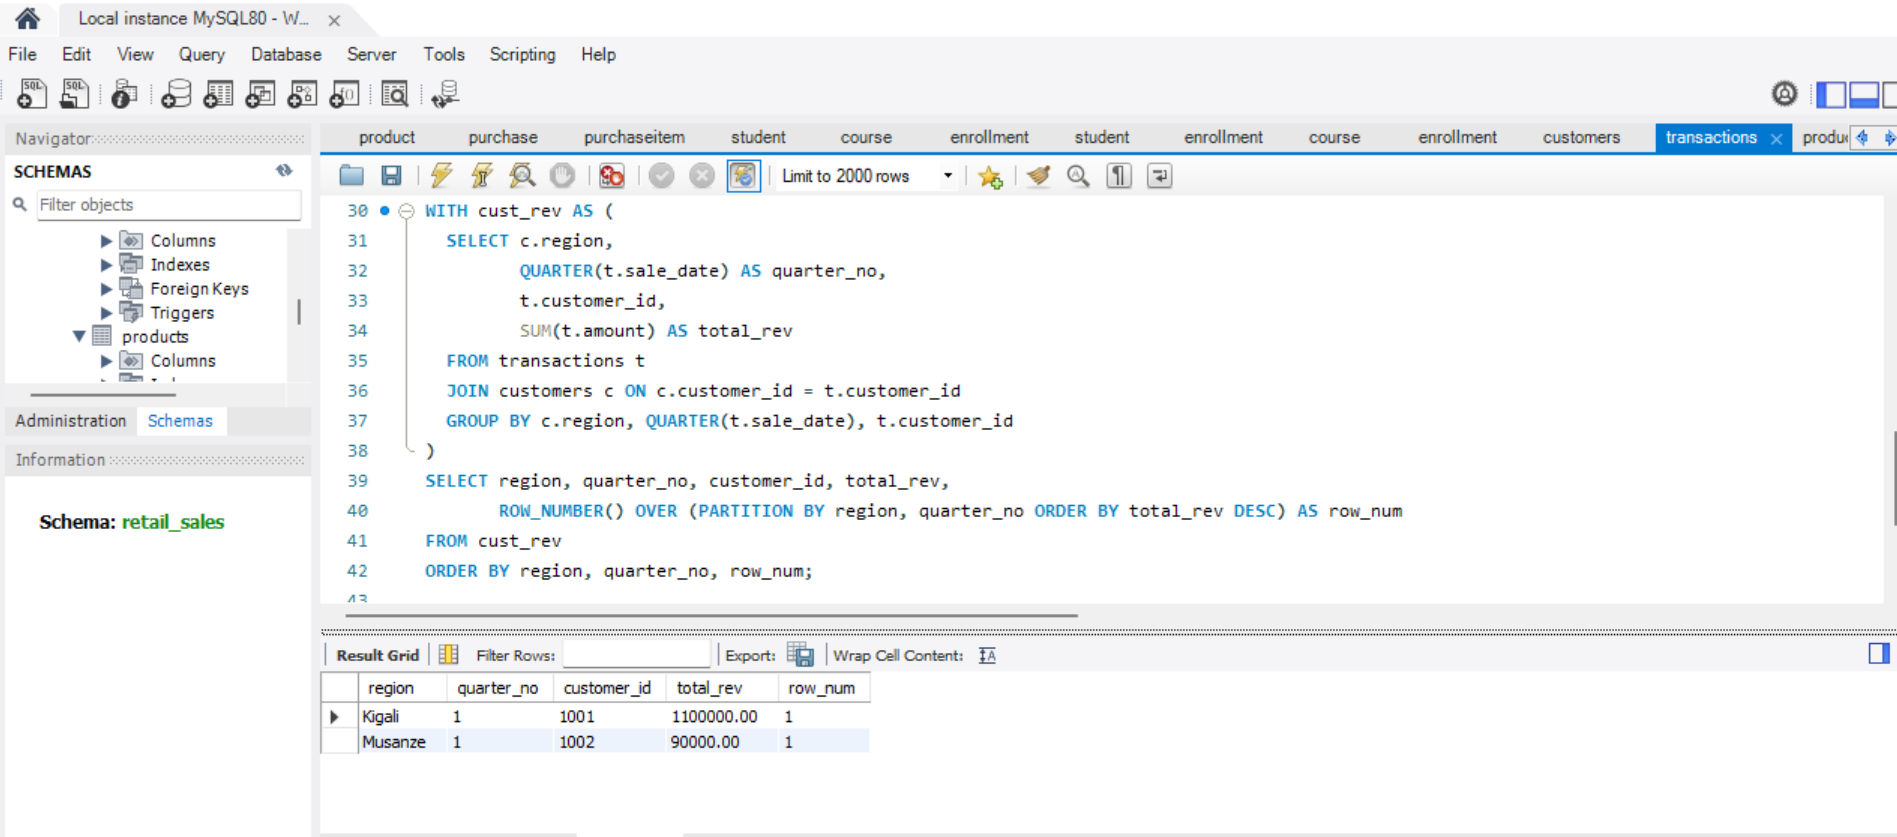 Local instance MySQL80 - W...
File Edit View Query Database Server Tools Scripting Help
Navigator
SCHEMAS
Filter objects
Columns
Indexes
Foreign Keys
Triggers
products
Columns
Administration Schemas
Information
Schema: retail_sales
product purchase purchaseitem student course enrollment student enrollment course enrollment customers transactions produ
Limit to 2000 rows
30 WITH cust_rev AS (
31 SELECT c.region,
32 QUARTER(t.sale_date) AS quarter_no,
33 t.customer_id,
34 SUM(t.amount) AS total_rev
35 FROM transactions t
36 JOIN customers c ON c.customer_id = t.customer_id
37 GROUP BY c.region, QUARTER(t.sale_date), t.customer_id
38 )
39 SELECT region, quarter_no, customer_id, total_rev,
40 ROW_NUMBER() OVER (PARTITION BY region, quarter_no ORDER BY total_rev DESC) AS row_num
41 FROM cust_rev
42 ORDER BY region, quarter_no, row_num;
43
Result Grid Filter Rows: Export: Wrap Cell Content:
region quarter_no customer_id total_rev row_num
Kigali 1 1001 1100000.00 1
Musanze 1 1002 90000.00 1